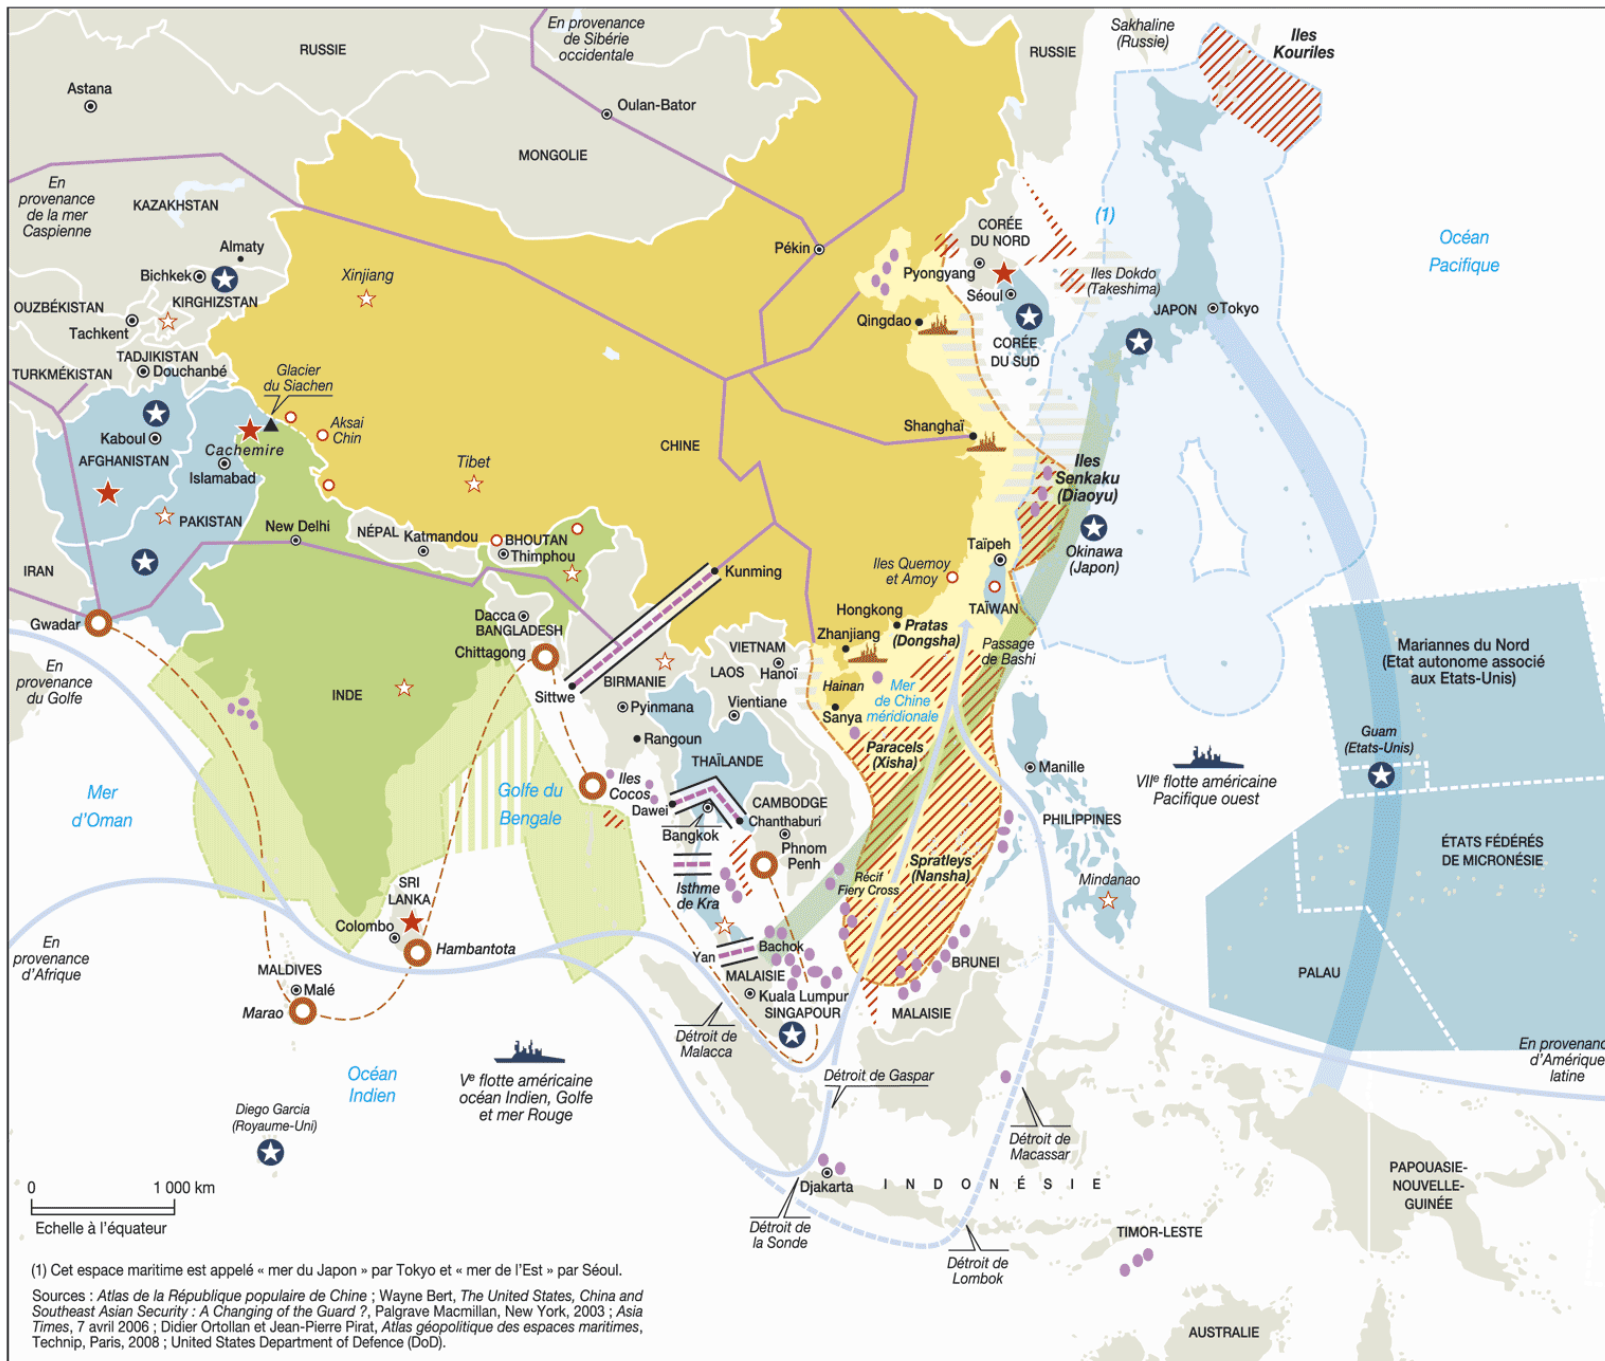 En provenance
de Sibérie
occidentale
Sakhaline
(Russie)
Iles
Kouriles
RUSSIE
RUSSIE
Astana
Oulan-Bator
MONGOLIE
En
provenance
de la mer
Caspienne
KAZAKHSTAN
Almaty
Bichkek
KIRGHIZSTAN
OUZBÉKISTAN
Tachkent
TADJIKISTAN
Douchanbé
TURKMÉKISTAN
Xinjiang
Pékin
CORÉE
DU NORD
Pyongyang
Séoul
(1)
Iles Dokdo
(Takeshima)
Océan
Pacifique
JAPON
Tokyo
Qingdao
CORÉE
DU SUD
Glacier
du Siachen
Aksai
Chin
Kaboul
Cachemire
AFGHANISTAN
Islamabad
PAKISTAN
Tibet
CHINE
Shanghaï
Iles
Senkaku
(Diaoyu)
New Delhi
NÉPAL
Katmandou
BHOUTAN
Thimphou
Kunming
Iles Quemoy
et Amoy
Taïpeh
TAÏWAN
Okinawa
(Japon)
IRAN
Gwadar
En
provenance
du Golfe
Dacca
BANGLADESH
Chittagong
Sittwe
BIRMANIE
Pyinmana
Rangoun
VIETNAM
LAOS
Hanoï
Vientiane
Hongkong
Zhanjiang
Pratas
(Dongsha)
Passage
de Bashi
Hainan
Sanya
Mer
de Chine
méridionale
Mariannes du Nord
(Etat autonome associé
aux Etats-Unis)
INDE
THAÏLANDE
Paracels
(Xisha)
Manille
Guam
(Etats-Unis)
VIIe flotte américaine
Pacifique ouest
Mer
d'Oman
Golfe du
Bengale
Iles
Cocos
Dawei
Bangkok
CAMBODGE
Chanthaburi
Phnom
Penh
PHILIPPINES
ÉTATS FÉDÉRÉS
DE MICRONÉSIE
Spratleys
(Nansha)
Récif
Fiery Cross
Mindanao
Isthme
de Kra
SRI
LANKA
Colombo
Hambantota
En
provenance
d'Afrique
MALDIVES
Malé
Marao
Yan
Bachok
MALAISIE
Kuala Lumpur
SINGAPOUR
BRUNEI
MALAISIE
PALAU
Détroit de
Malacca
Détroit de Gaspar
En provenance
d'Amérique
latine
Océan
Indien
Ve flotte américaine
océan Indien, Golfe
et mer Rouge
Diego Garcia
(Royaume-Uni)
Détroit de
Macassar
Djakarta
INDONÉSIE
PAPOUASIE-
NOUVELLE-
GUINÉE
0 1 000 km
Echelle à l'équateur
Détroit de
la Sonde
Détroit de
Lombok
TIMOR-LESTE
AUSTRALIE
(1) Cet espace maritime est appelé « mer du Japon » par Tokyo et « mer de l'Est » par Séoul.
Sources : Atlas de la République populaire de Chine ; Wayne Bert, The United States, China and
Southeast Asian Security : A Changing of the Guard ?, Palgrave Macmillan, New York, 2003 ; Asia
Times, 7 avril 2006 ; Didier Ortollan et Jean-Pierre Pirat, Atlas géopolitique des espaces maritimes,
Technip, Paris, 2008 ; United States Department of Defence (DoD).